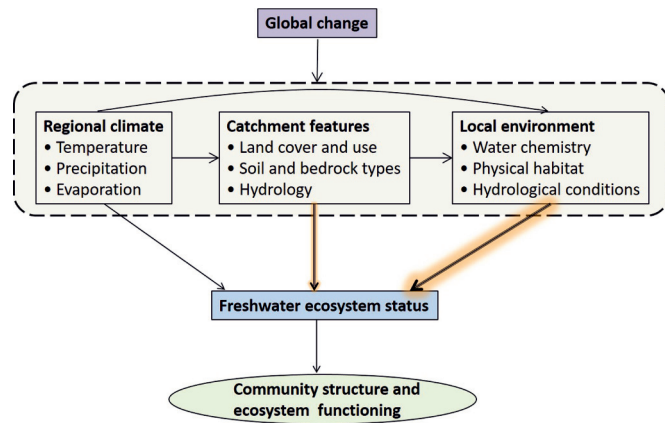 Global change
Regional climate
• Temperature
• Precipitation
• Evaporation
Catchment features
• Land cover and use
• Soil and bedrock types
• Hydrology
Local environment
• Water chemistry
• Physical habitat
• Hydrological conditions
Freshwater ecosystem status
Community structure and
ecosystem functioning